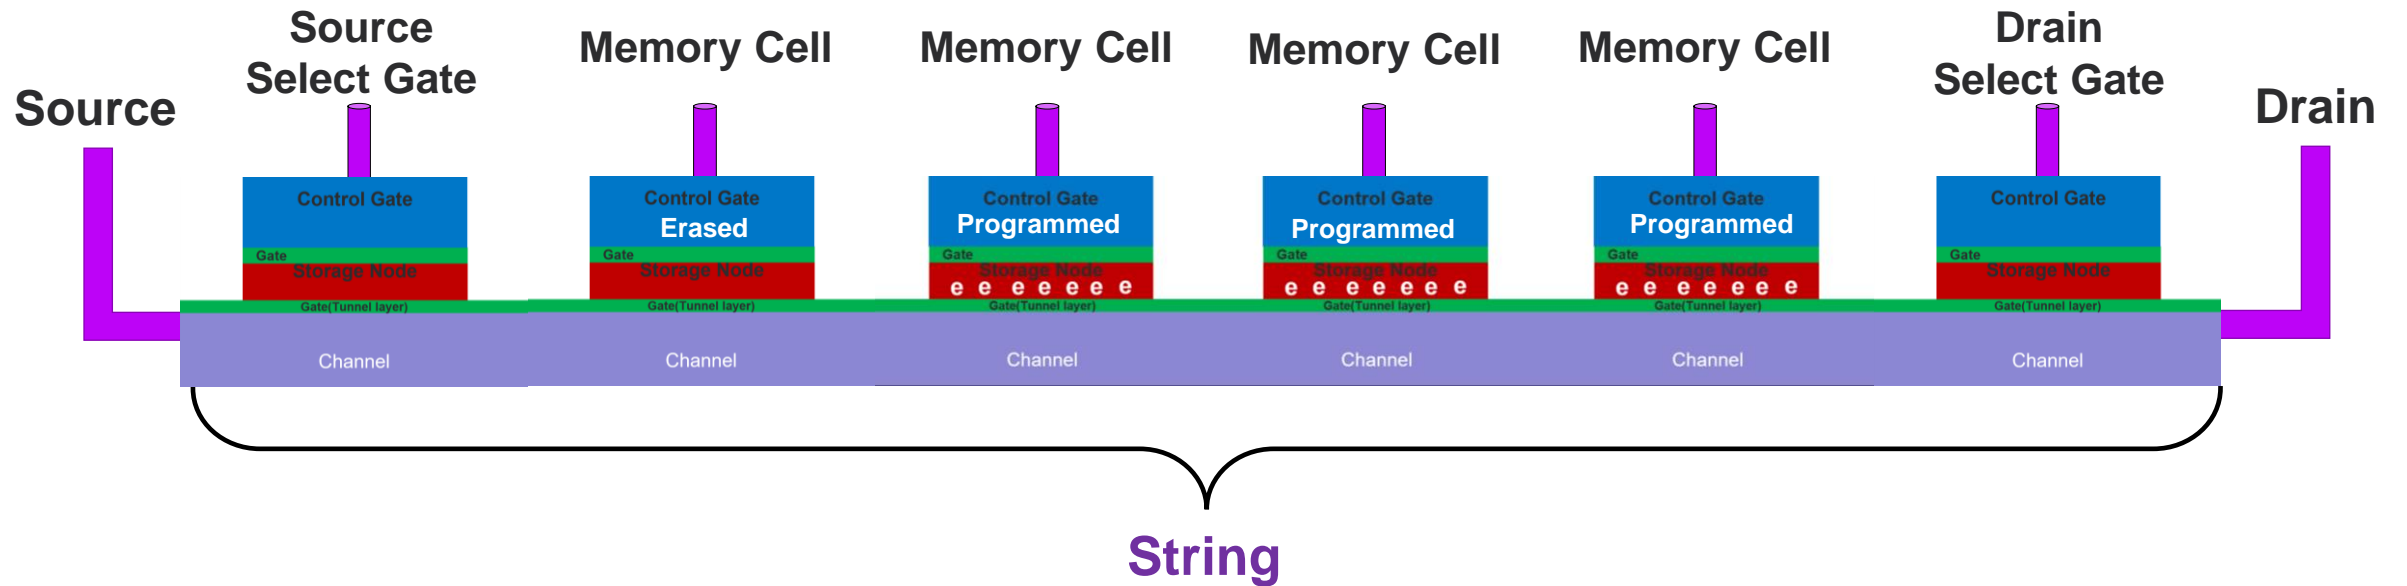 Source
Source
Select Gate
Memory Cell
Memory Cell
Memory Cell
Memory Cell
Drain
Select Gate
Drain
Control Gate
Gate
Storage Node
Gate(Tunnel layer)
Channel
Control Gate
Erased
Gate
Storage Node
Gate(Tunnel layer)
Channel
Control Gate
Programmed
Gate
Storage Node
e e e e e e e
Gate(Tunnel layer)
Channel
Control Gate
Programmed
Gate
Storage Node
e e e e e e e
Gate(Tunnel layer)
Channel
Control Gate
Programmed
Gate
Storage Node
e e e e e e e
Gate(Tunnel layer)
Channel
Control Gate
Gate
Storage Node
Gate(Tunnel layer)
Channel
String